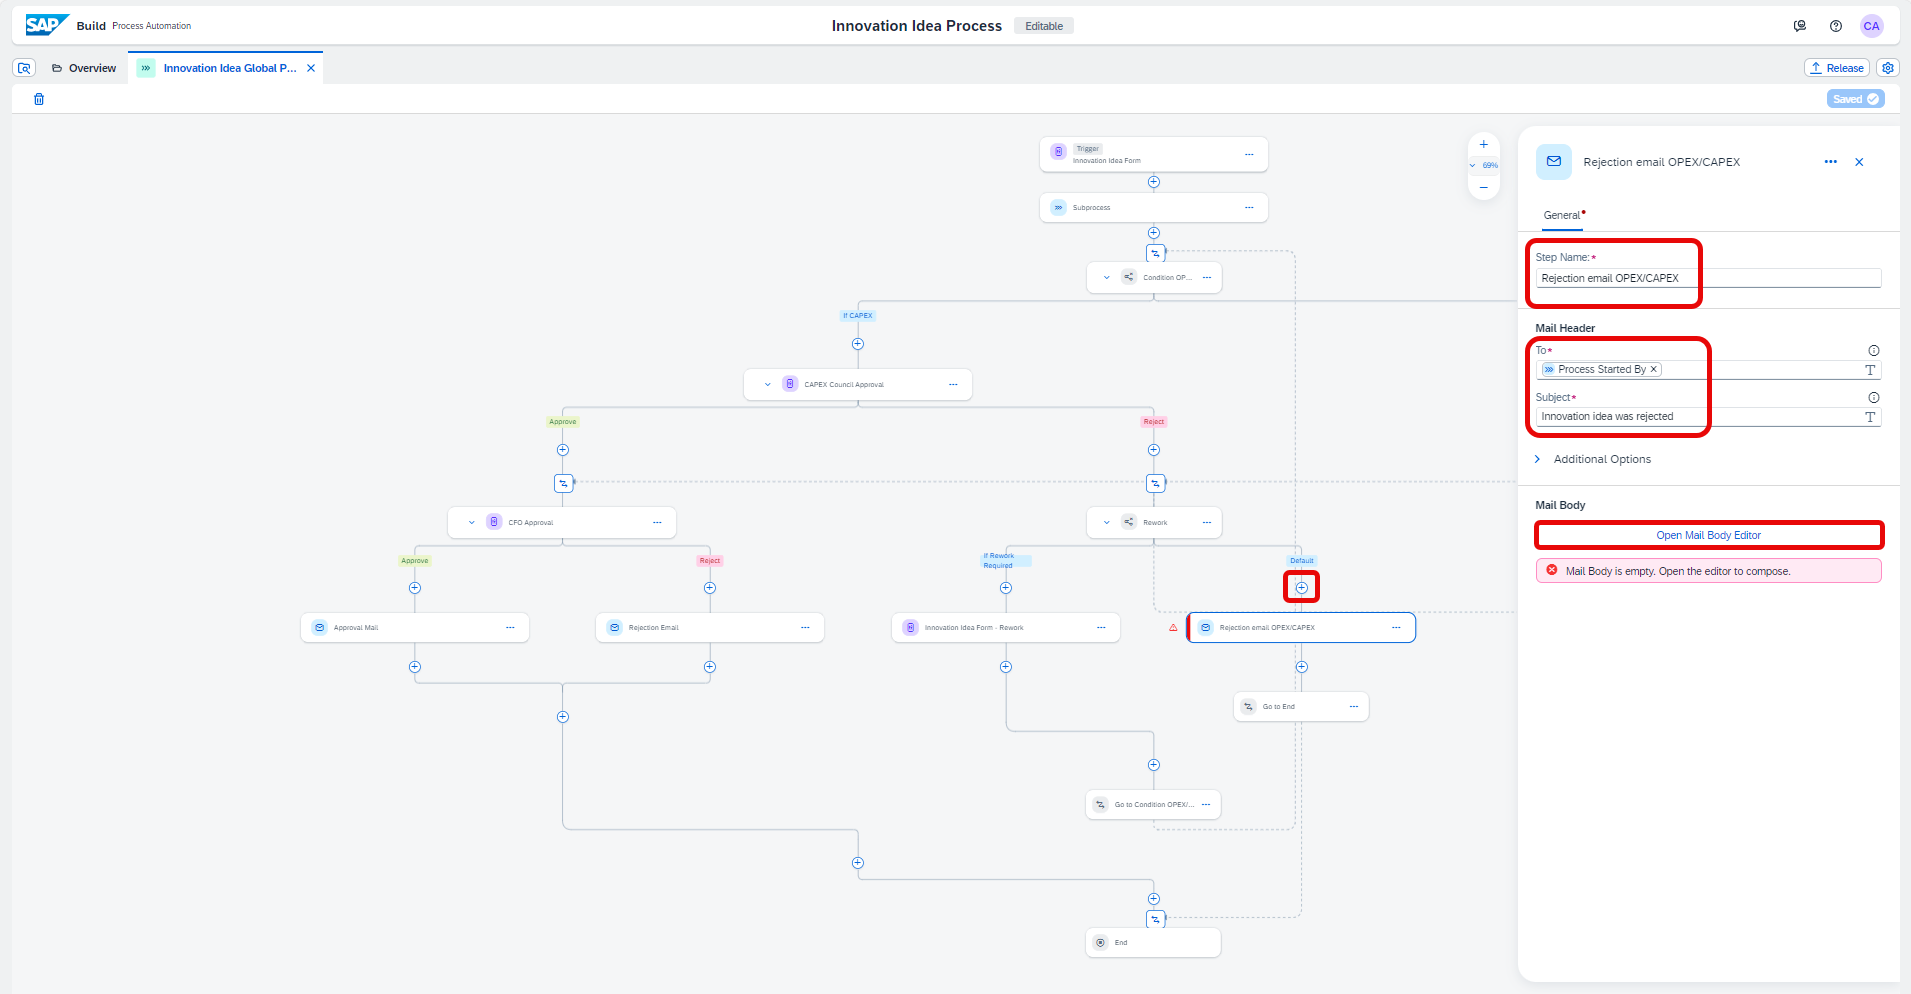 SAP Build Process Automation
Innovation Idea Process Editable
CA
Overview
Innovation Idea Global P...
Release
Saved
Trigger
Innovation Idea Form
Subprocess
69%
Condition OP...
If CAPEX
CAPEX Council Approval
Approve
Reject
CFO Approval
Rework
Approve
Reject
If Rework
Required
Default
Approval Mail
Rejection Email
Innovation Idea Form - Rework
Rejection email OPEX/CAPEX
Go to End
Go to Condition OPEX/...
End
Rejection email OPEX/CAPEX
General
Step Name:*
Rejection email OPEX/CAPEX
Mail Header
To*
Process Started By
Subject*
Innovation idea was rejected
Additional Options
Mail Body
Open Mail Body Editor
Mail Body is empty. Open the editor to compose.